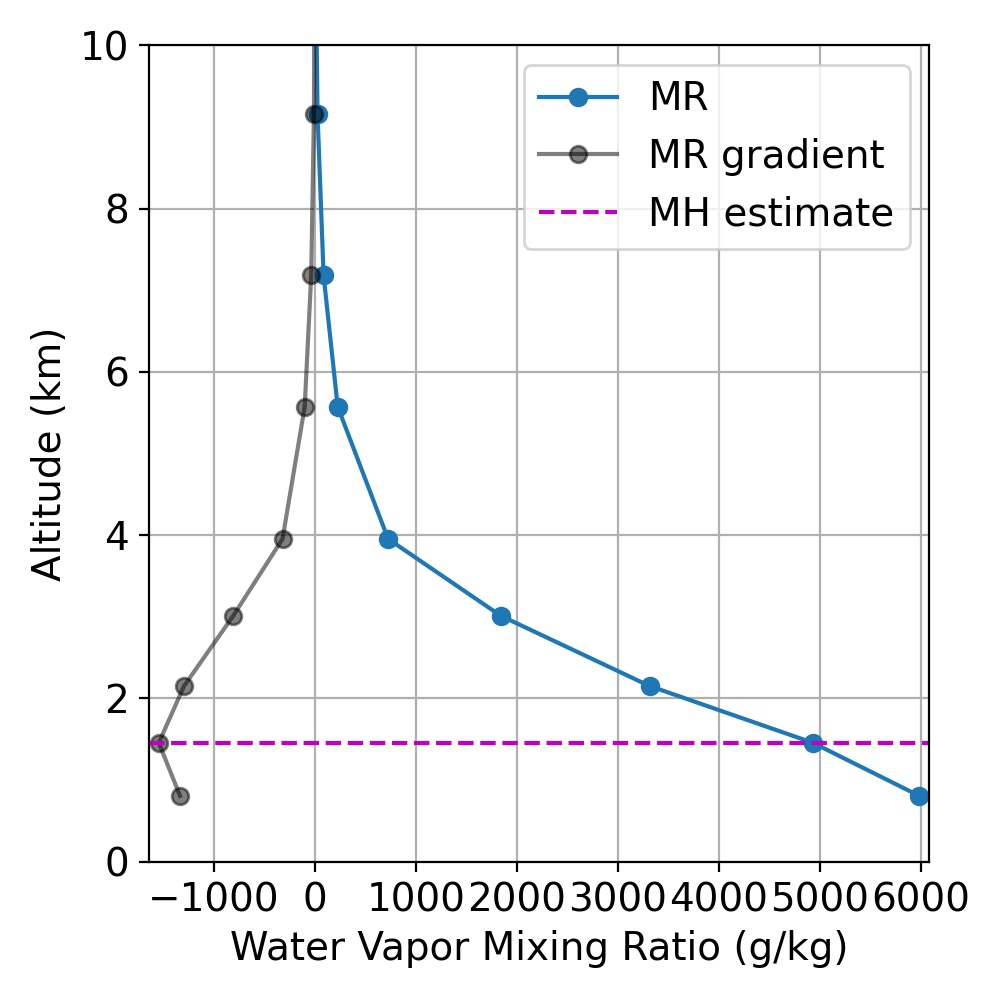 10
8
6
4
2
0
Altitude (km)
MR
MR gradient
MH estimate
−1000 0 1000 2000 3000 4000 5000 6000
Water Vapor Mixing Ratio (g/kg)